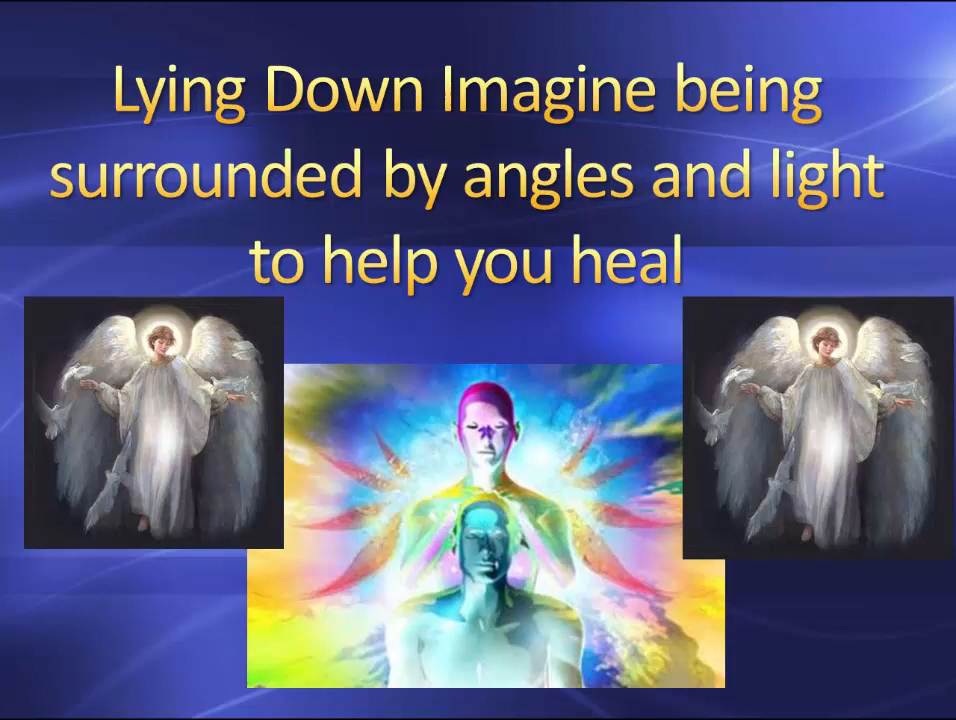 Lying Down Imagine being
surrounded by angles and light
to help you heal